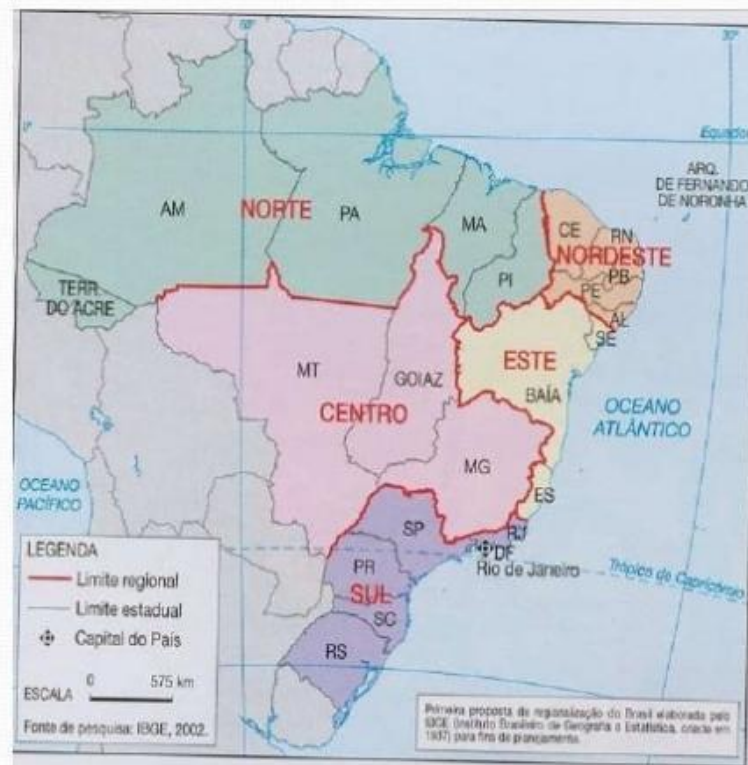 60°
30°
0°
Equador
ARQ.
DE FERNANDO
DE NORONHA
AM
NORTE
PA
MA
CE
RN
NORDESTE
PB
PI
PE
AL
SE
TERR.
DO ACRE
ESTE
MT
GOIAZ
BAÍA
CENTRO
OCEANO
ATLÂNTICO
MG
ES
OCEANO
PACÍFICO
SP
RJ
DF
Rio de Janeiro
Trópico de Capricórnio
PR
SUL
SC
RS
LEGENDA
Limite regional
Limite estadual
Capital do País
0 575 km
ESCALA
Fonte de pesquisa: IBGE, 2002.
Primeira proposta de regionalização do Brasil elaborada pelo
IBGE (Instituto Brasileiro de Geografia e Estatística, criado em
1937) para fins de planejamento.